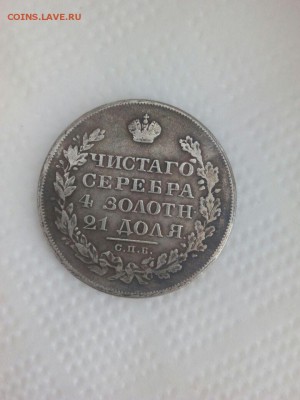 COINS.LAVE.RU
ЧИСТАГО
СЕРЕБРА
4 ЗОЛОТН
21 ДОЛЯ
С.П.Б.